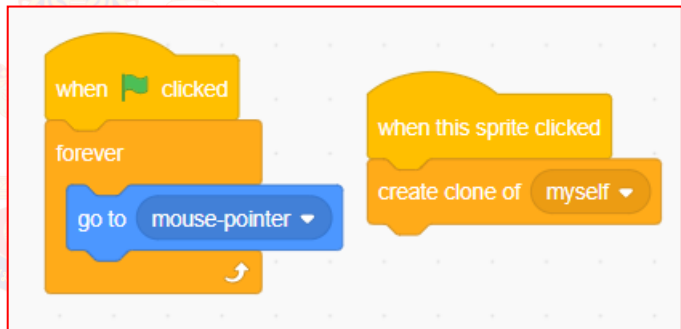 when clicked
forever
go to mouse-pointer
when this sprite clicked
create clone of myself